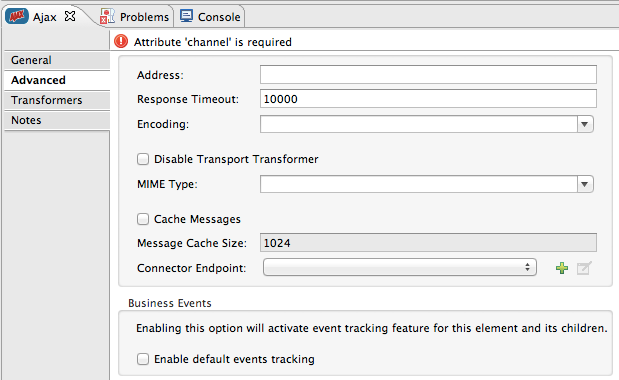 AJAX Ajax Problems Console
Attribute 'channel' is required
General
Advanced
Transformers
Notes
Address:
Response Timeout: 10000
Encoding:
Disable Transport Transformer
MIME Type:
Cache Messages
Message Cache Size: 1024
Connector Endpoint:
Business Events
Enabling this option will activate event tracking feature for this element and its children.
Enable default events tracking